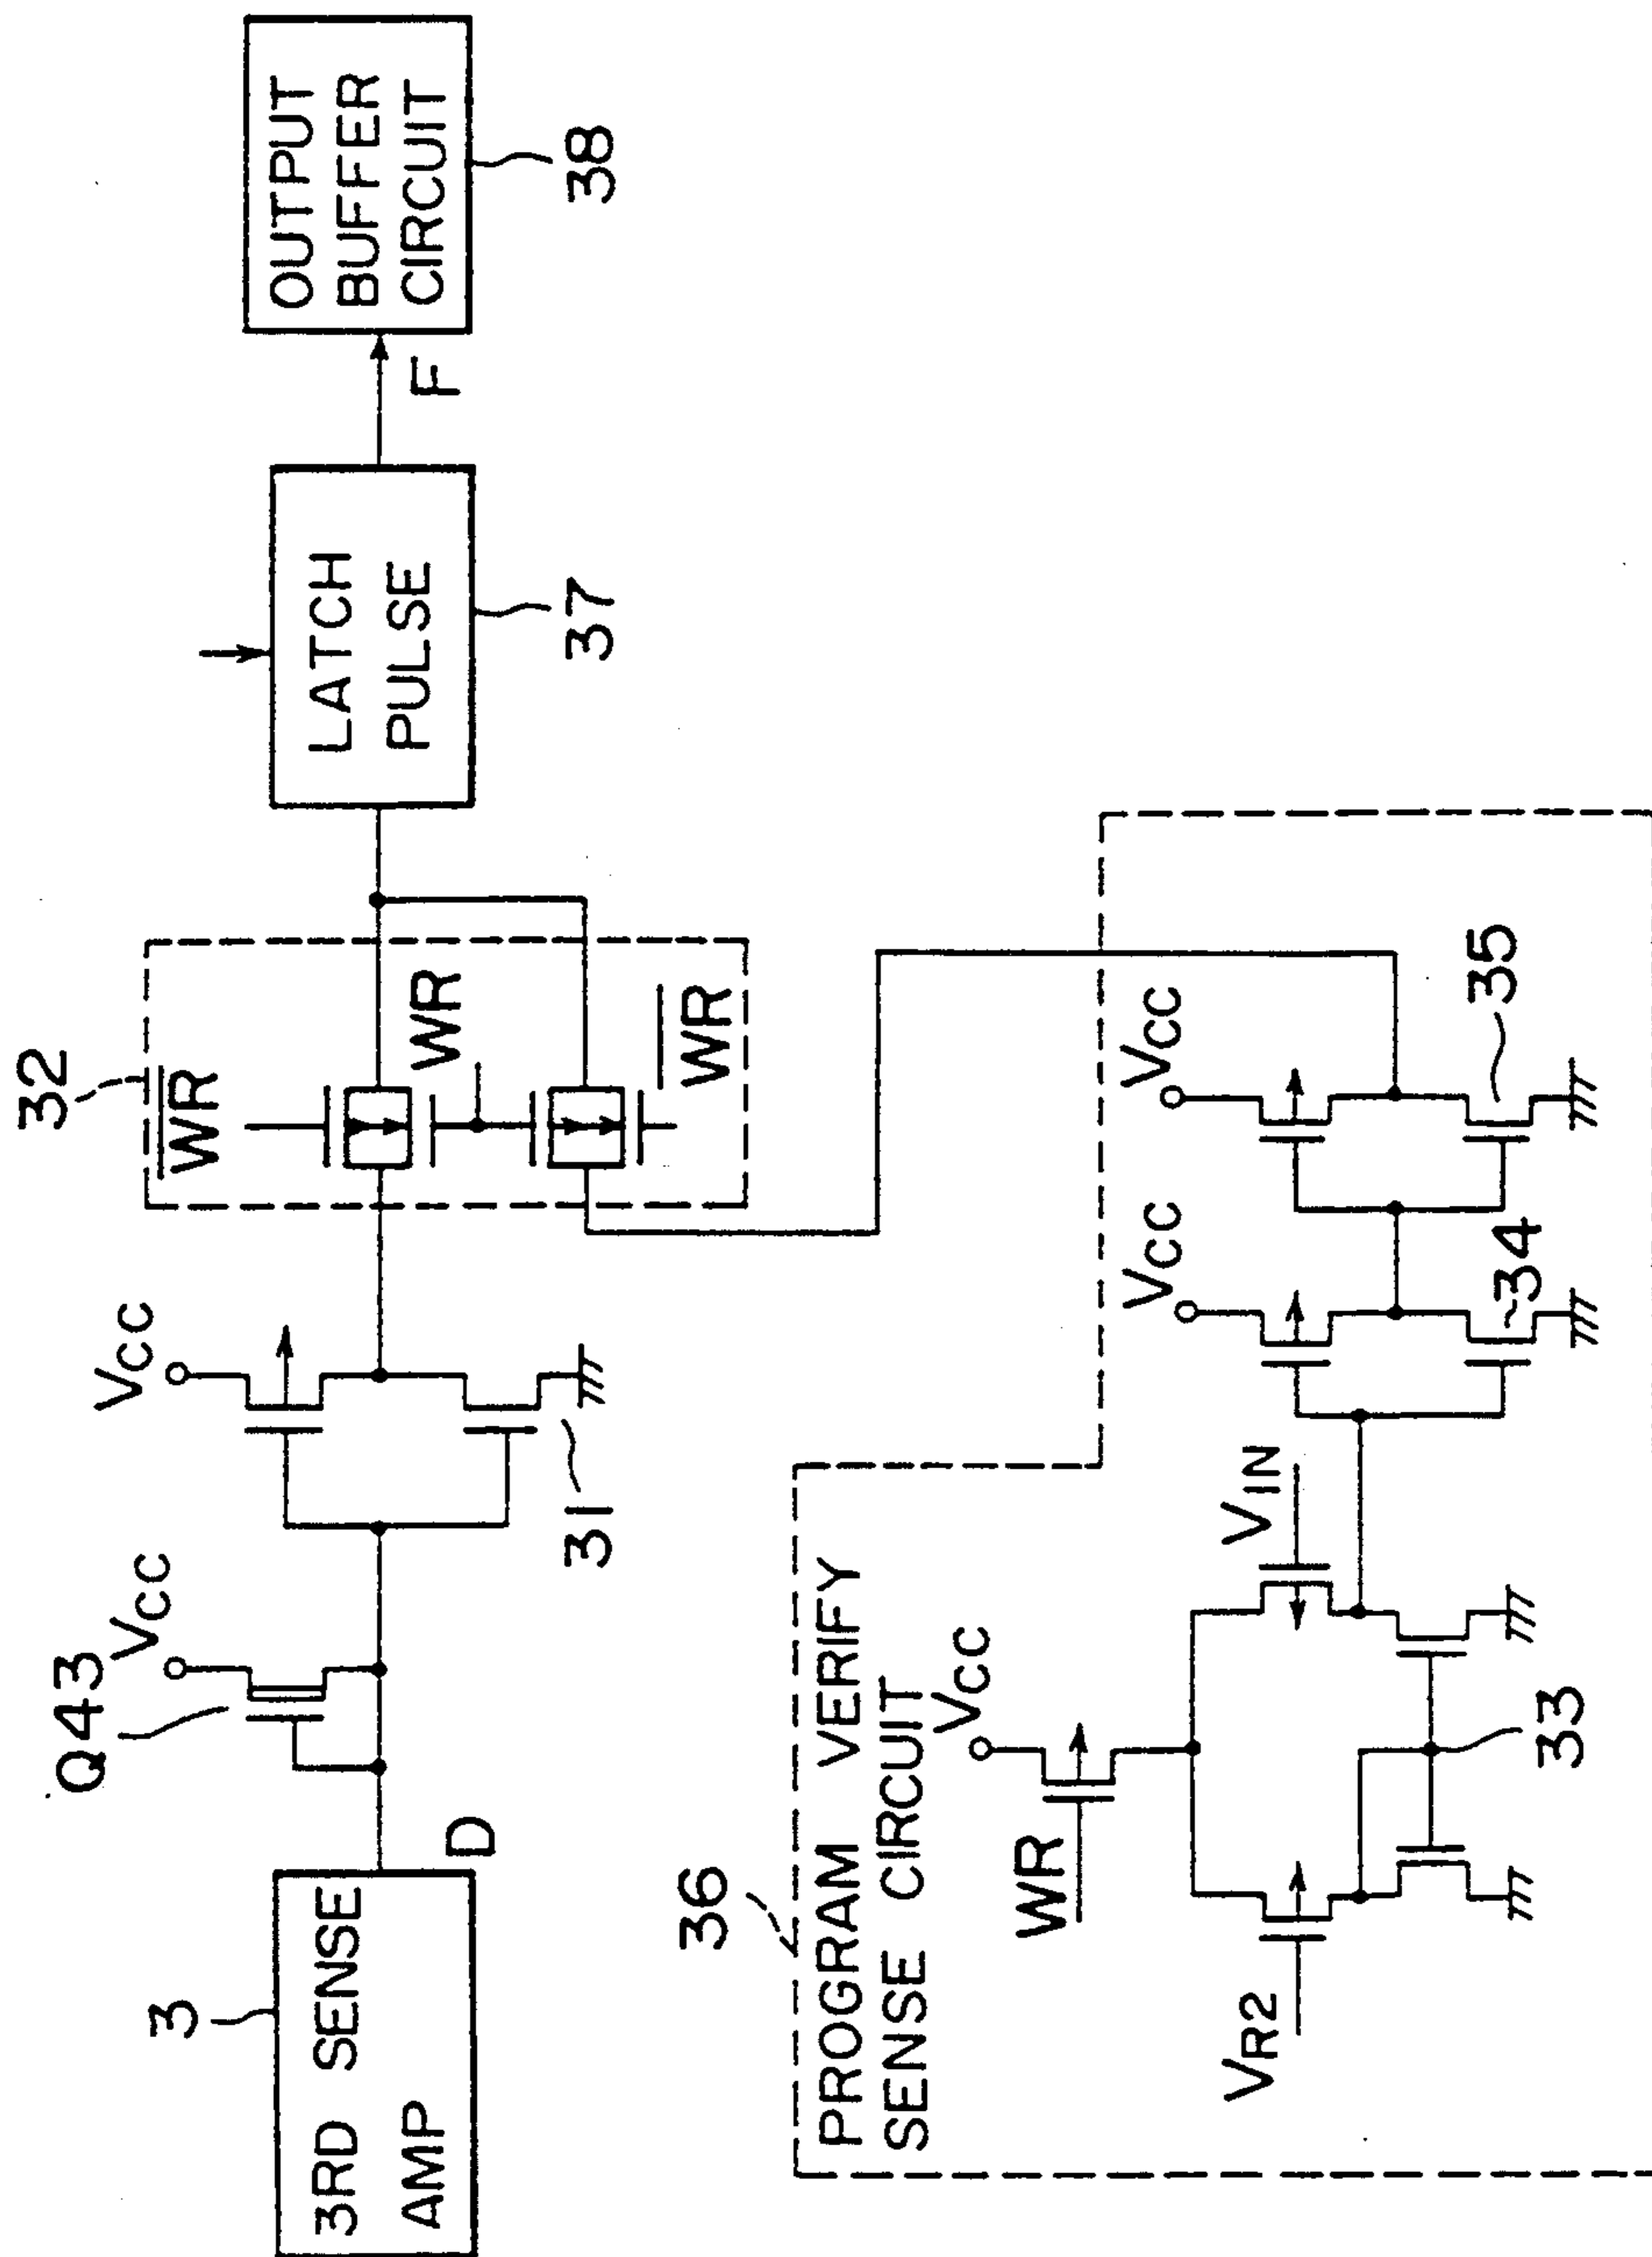 3
3RD SENSE
AMP
D
Q43
VCC
VCC
31
32
WR
WR
WR
LATCH
PULSE
37
F
OUTPUT
BUFFER
CIRCUIT
38
36
PROGRAM VERIFY
SENSE CIRCUIT
VCC
WR
VR2
VIN
33
VCC
34
VCC
35